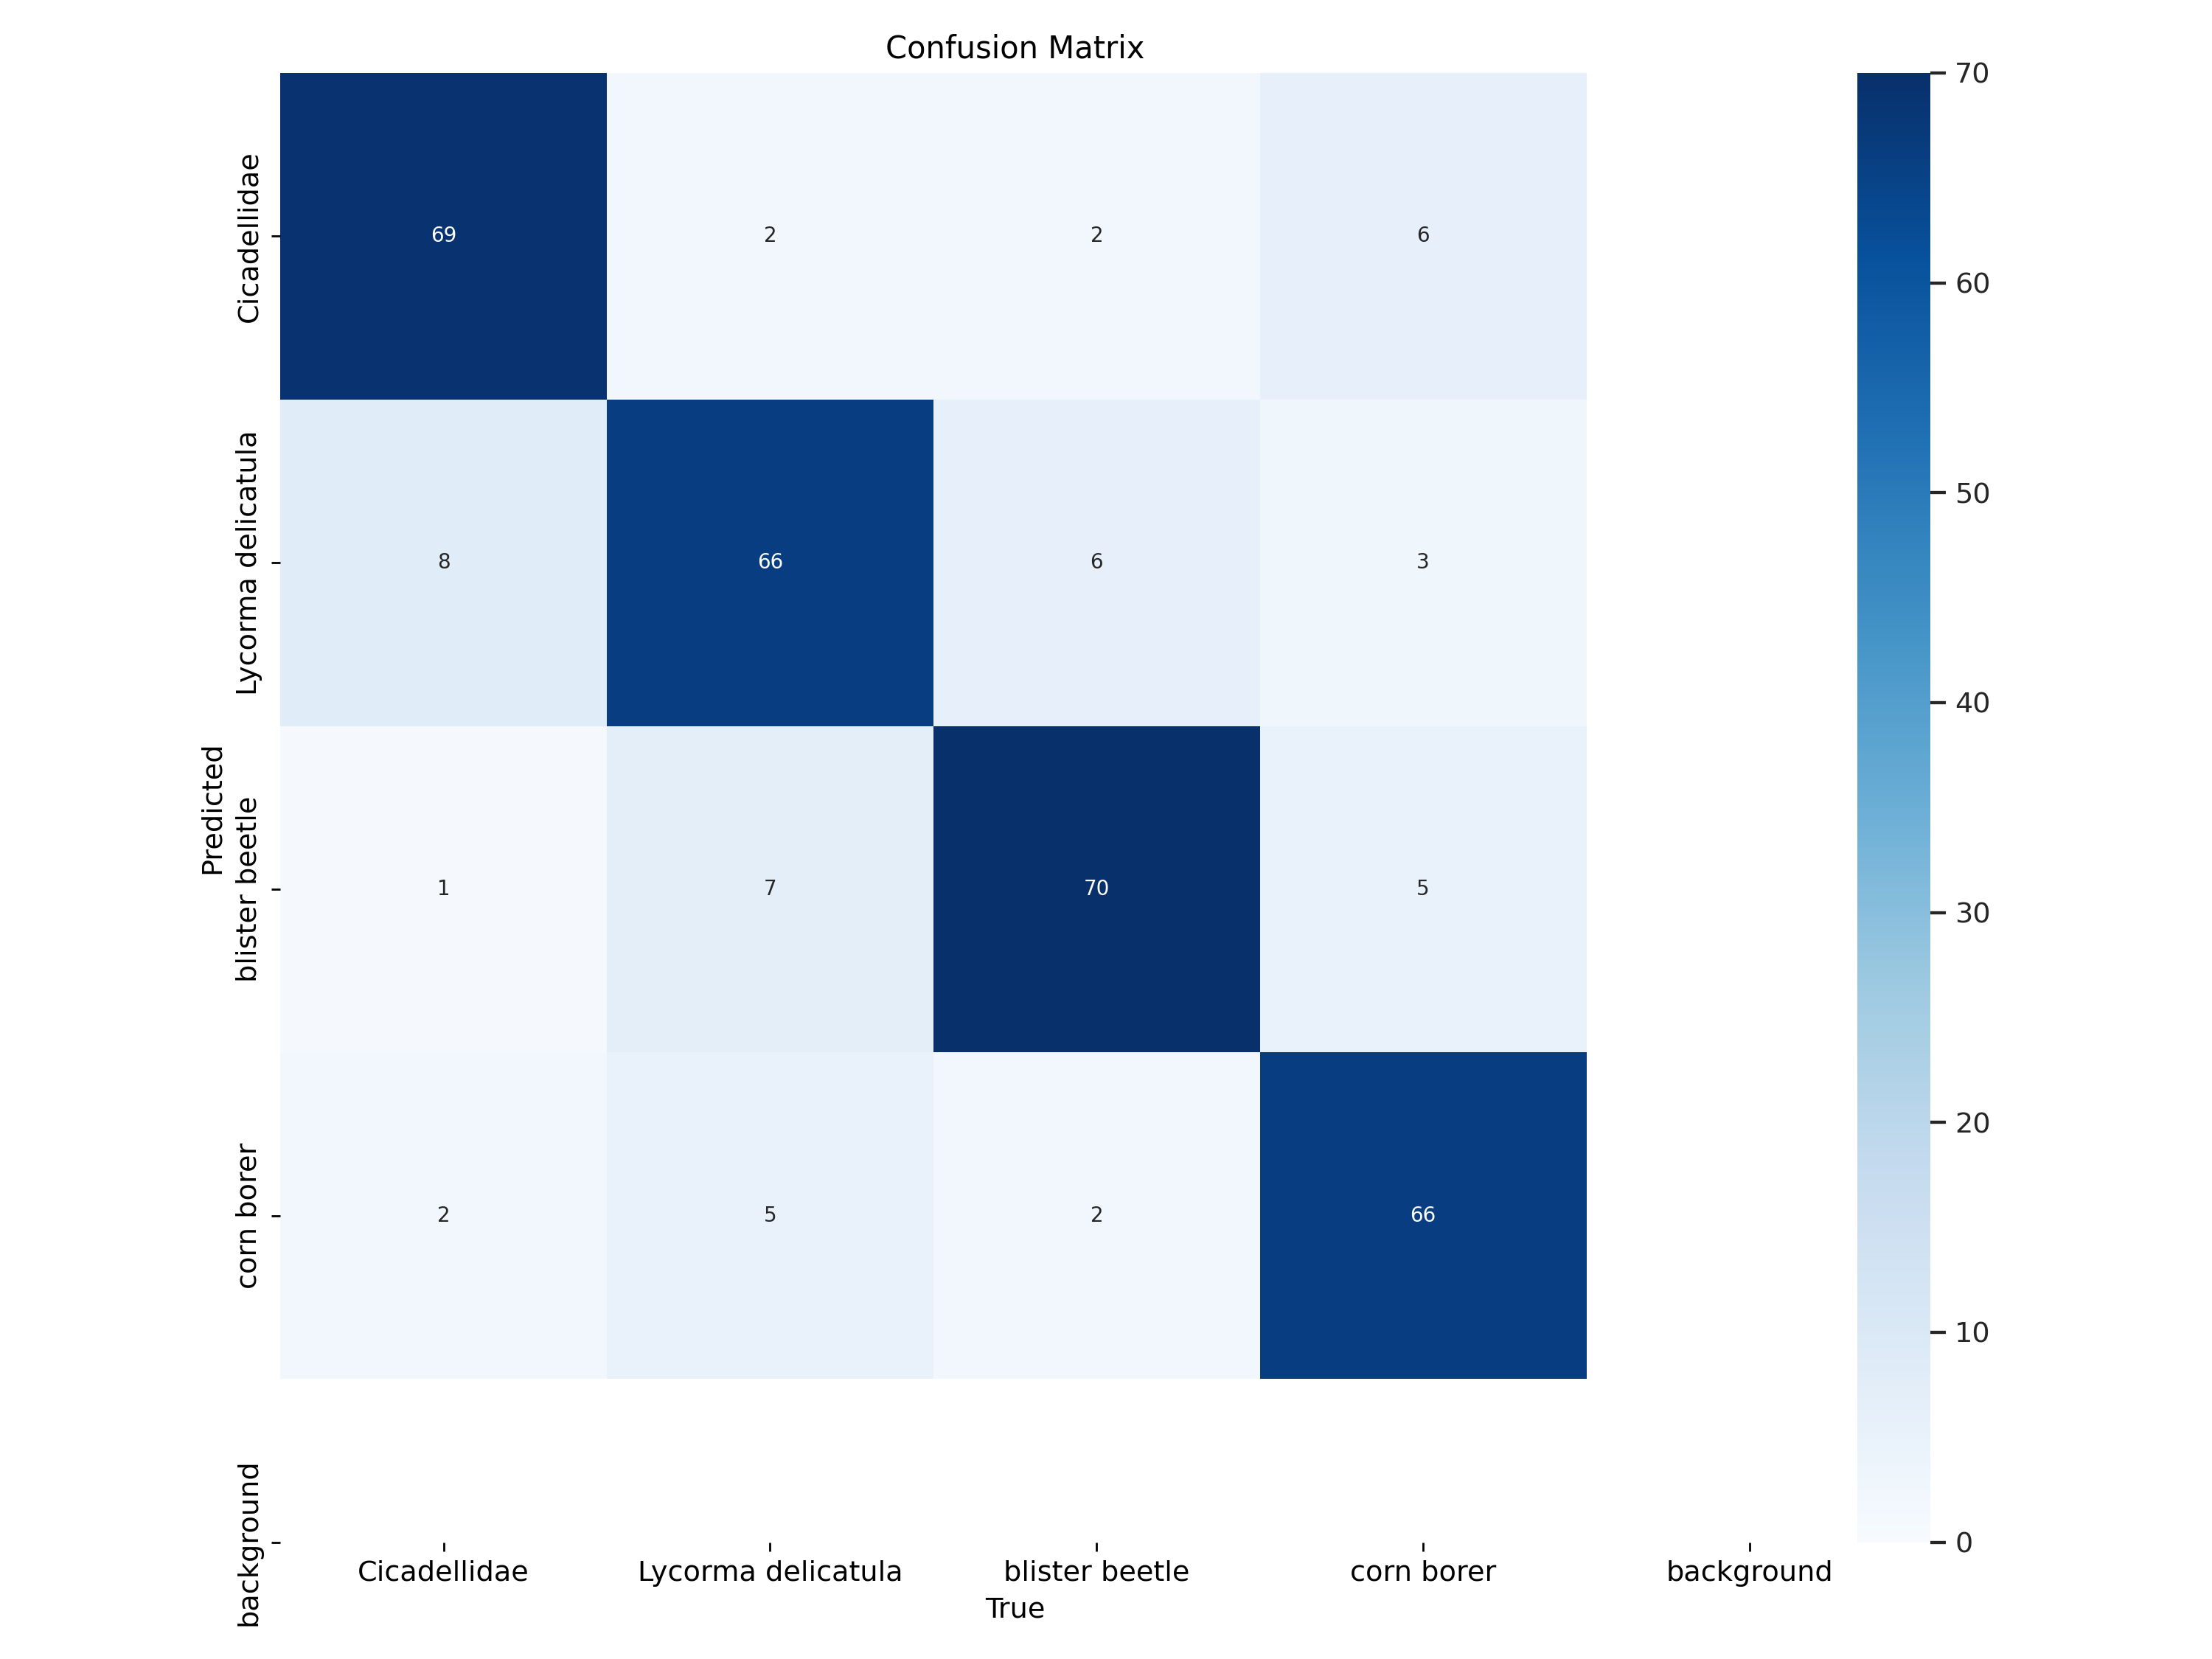 Confusion Matrix
Predicted
Cicadellidae
69 2 2 6
Lycorma delicatula
8 66 6 3
blister beetle
1 7 70 5
corn borer
2 5 2 66
background
Cicadellidae Lycorma delicatula blister beetle corn borer background
True
70
60
50
40
30
20
10
0